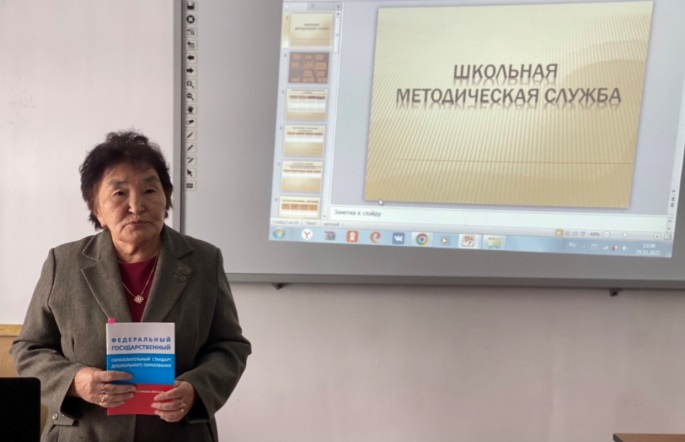 ШКОЛЬНАЯ
МЕТОДИЧЕСКАЯ СЛУЖБА
Заметки к слайду
ФЕДЕРАЛЬНЫЙ
ГОСУДАРСТВЕННЫЙ
ОБРАЗОВАТЕЛЬНЫЙ СТАНДАРТ
ДОШКОЛЬНОГО ОБРАЗОВАНИЯ